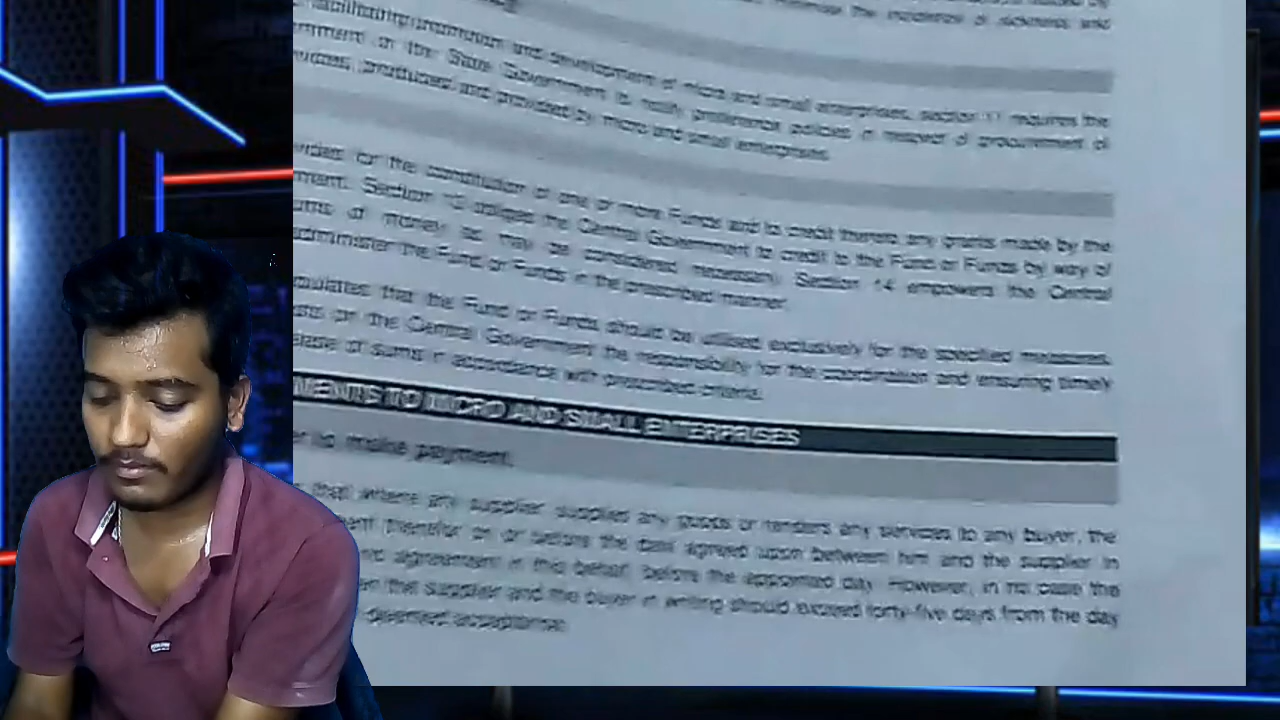 minimise the incidence of sickness and
facilitating promotion and development of micro and small enterprises, section 11 requires the
or the State Government to notify preference policies in respect of procurement of
produced and provided by micro and small enterprises.
for the constitution of one or more Funds and to credit thereto any grants made by the
Section 13 obliges the Central Government to credit to the Fund or Funds by way of
of money as may be considered necessary. Section 14 empowers the Central
administer the Fund or Funds in the prescribed manner.
that the Fund or Funds should be utilised exclusively for the specified measures.
on the Central Government the responsibility for the coordination and ensuring timely
of sums in accordance with prescribed criteria.
MENTS TO MICRO AND SMALL ENTERPRISES
to make payment.
that where any supplier supplies any goods or renders any services to any buyer, the
therefor on or before the date agreed upon between him and the supplier in
agreement in this behalf, before the appointed day. However, in no case the
the supplier and the buyer in writing should exceed forty-five days from the day
deemed acceptance.